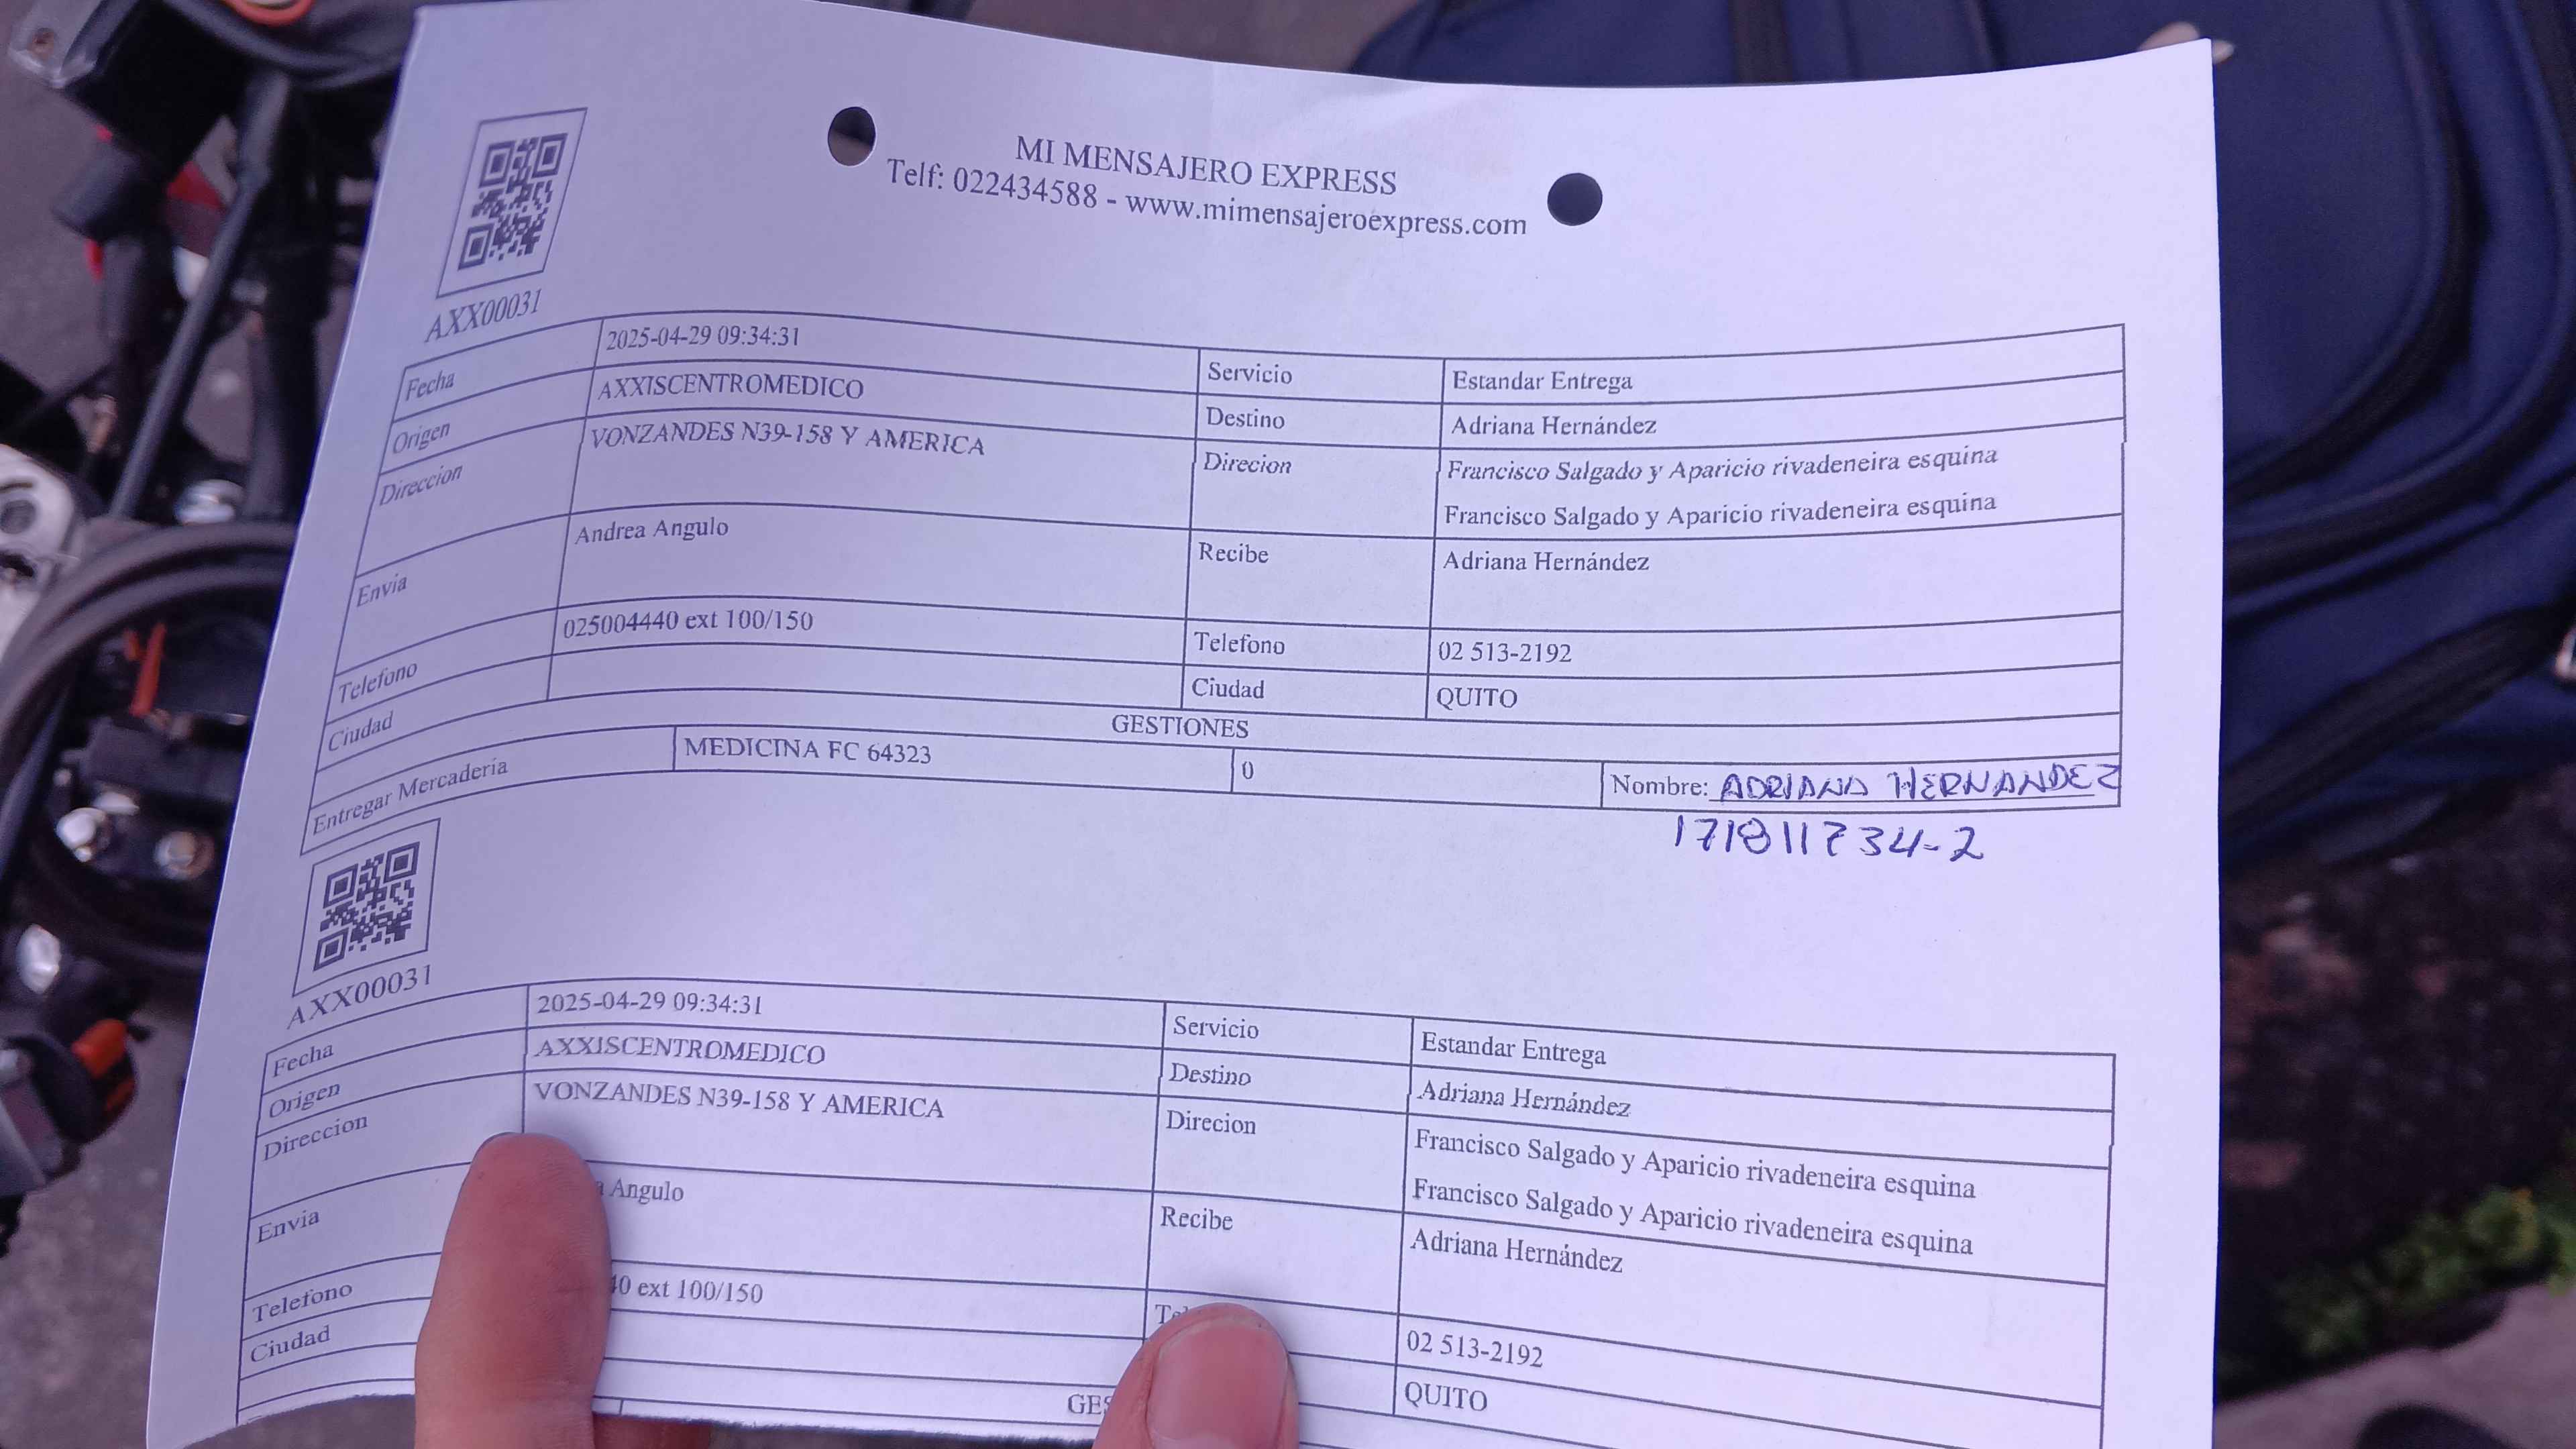 MI MENSAJERO EXPRESS
Telf: 022434588 - www.mimensajeroexpress.com
AXX00031
Fecha 2025-04-29 09:34:31 Servicio Estandar Entrega
Origen AXXISCENTROMEDICO Destino Adriana Hernández
Direccion VONZANDES N39-158 Y AMERICA Direcion Francisco Salgado y Aparicio rivadeneira esquina
Francisco Salgado y Aparicio rivadeneira esquina
Envia Andrea Angulo Recibe Adriana Hernández
Telefono 025004440 ext 100/150 Telefono 02 513-2192
Ciudad Ciudad QUITO
GESTIONES
Entregar Mercaderia MEDICINA FC 64323 0 Nombre: ADRIANA HERNANDEZ
AXX00031
Fecha 2025-04-29 09:34:31 Servicio Estandar Entrega
Origen AXXISCENTROMEDICO Destino Adriana Hernández
Direccion VONZANDES N39-158 Y AMERICA Direcion Francisco Salgado y Aparicio rivadeneira esquina
Francisco Salgado y Aparicio rivadeneira esquina
Envia Angulo Recibe Adriana Hernández
Telefono ext 100/150 02 513-2192
Ciudad QUITO